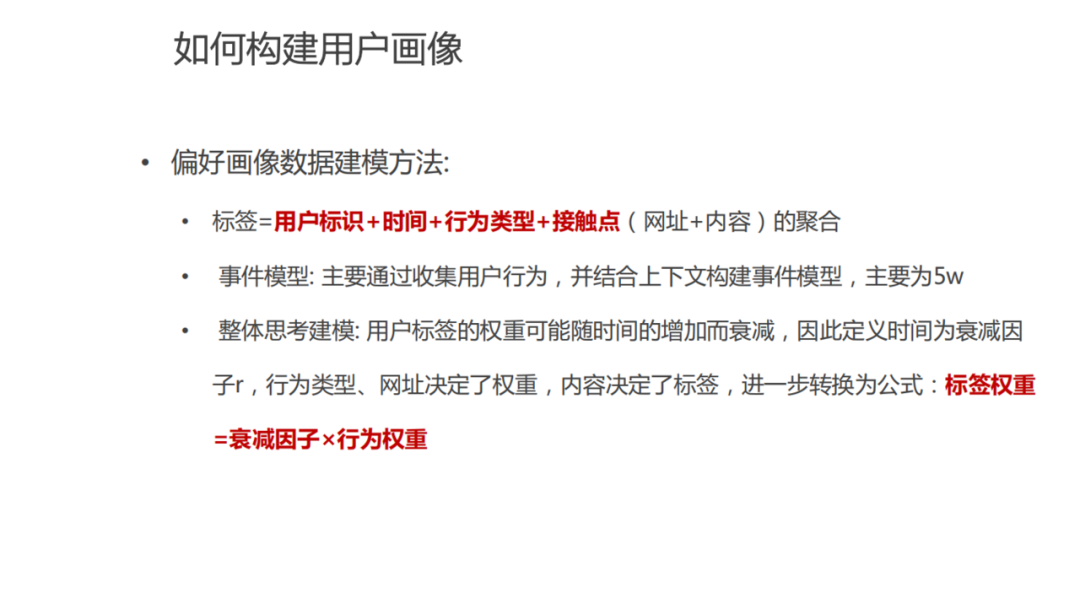 如何构建用户画像
• 偏好画像数据建模方法:
• 标签=用户标识+时间+行为类型+接触点（网址+内容）的聚合
• 事件模型: 主要通过收集用户行为，并结合上下文构建事件模型，主要为5w
• 整体思考建模: 用户标签的权重可能随时间的增加而衰减，因此定义时间为衰减因
子r，行为类型、网址决定了权重，内容决定了标签，进一步转换为公式：标签权重
=衰减因子×行为权重